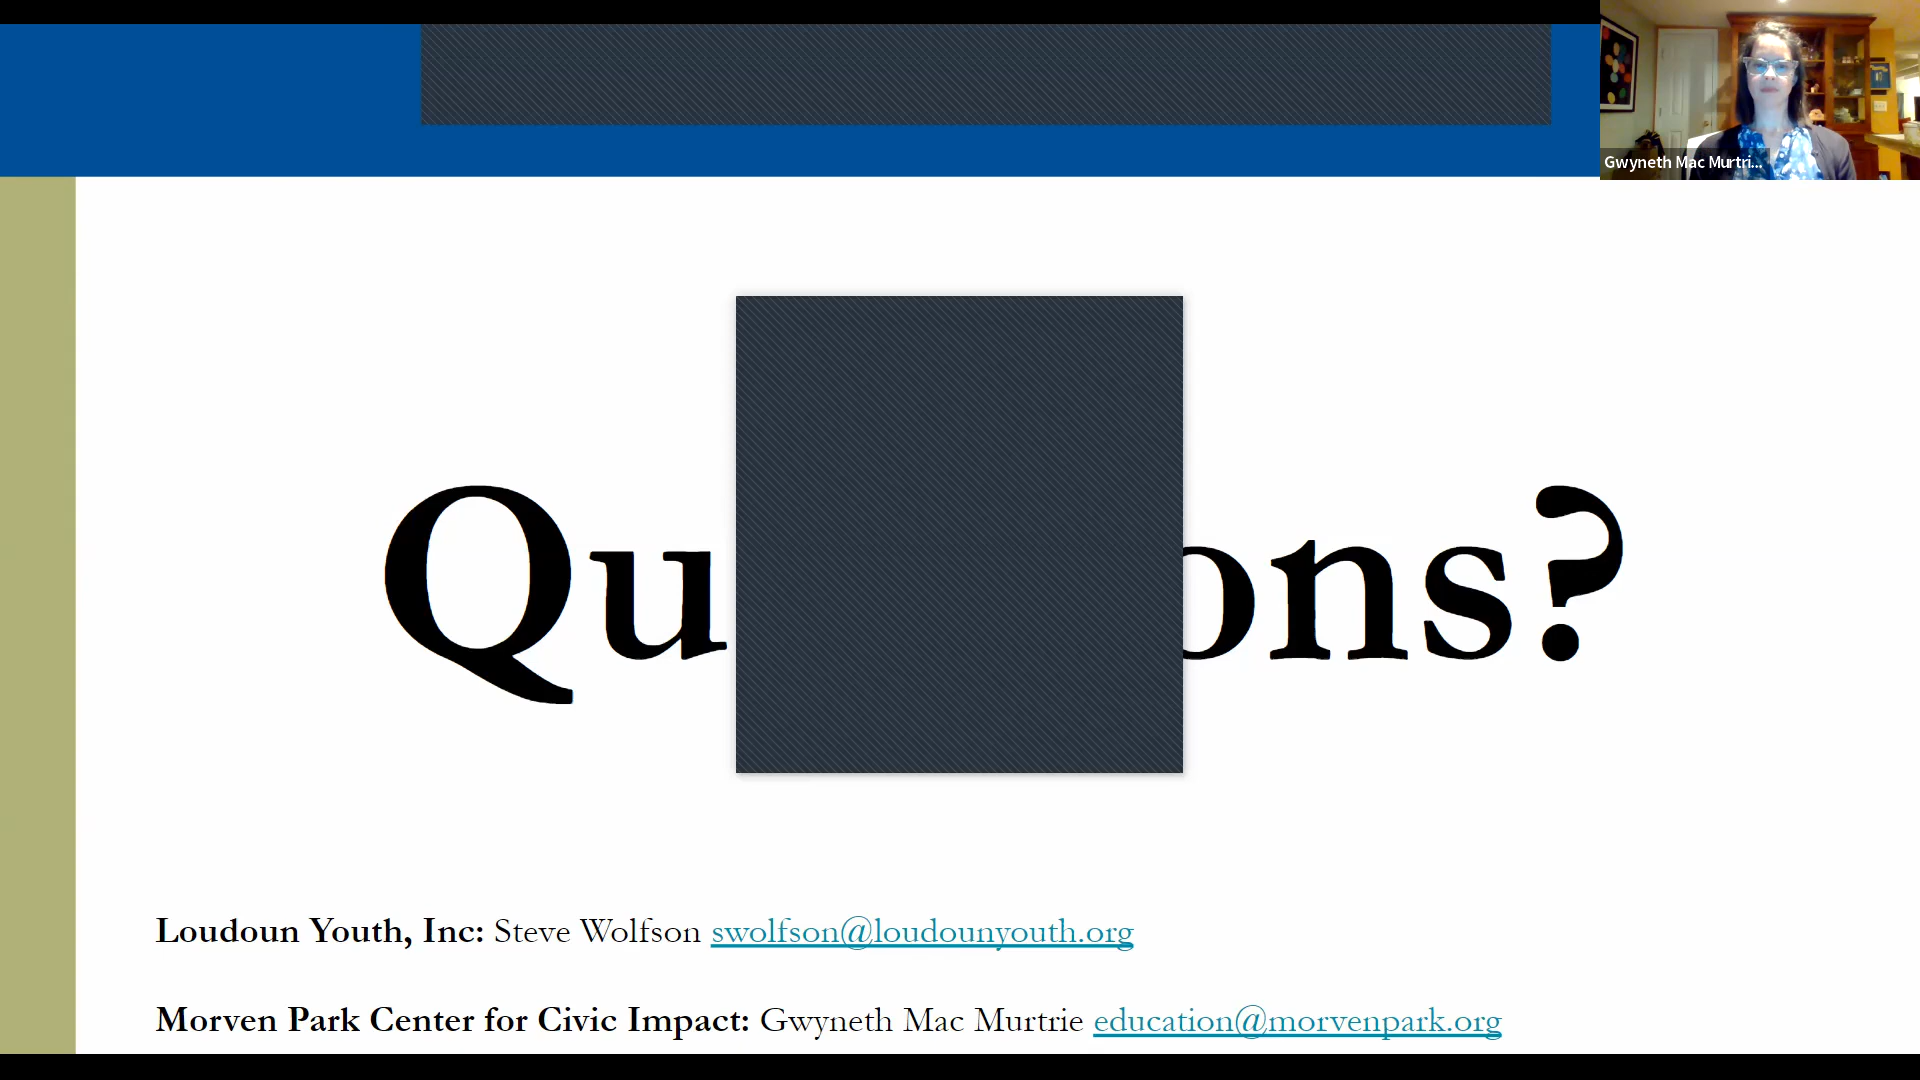 Gwyneth Mac Murtri...
Qu ons?
Loudoun Youth, Inc: Steve Wolfson swolfson@loudounyouth.org
Morven Park Center for Civic Impact: Gwyneth Mac Murtrie education@morvenpark.org